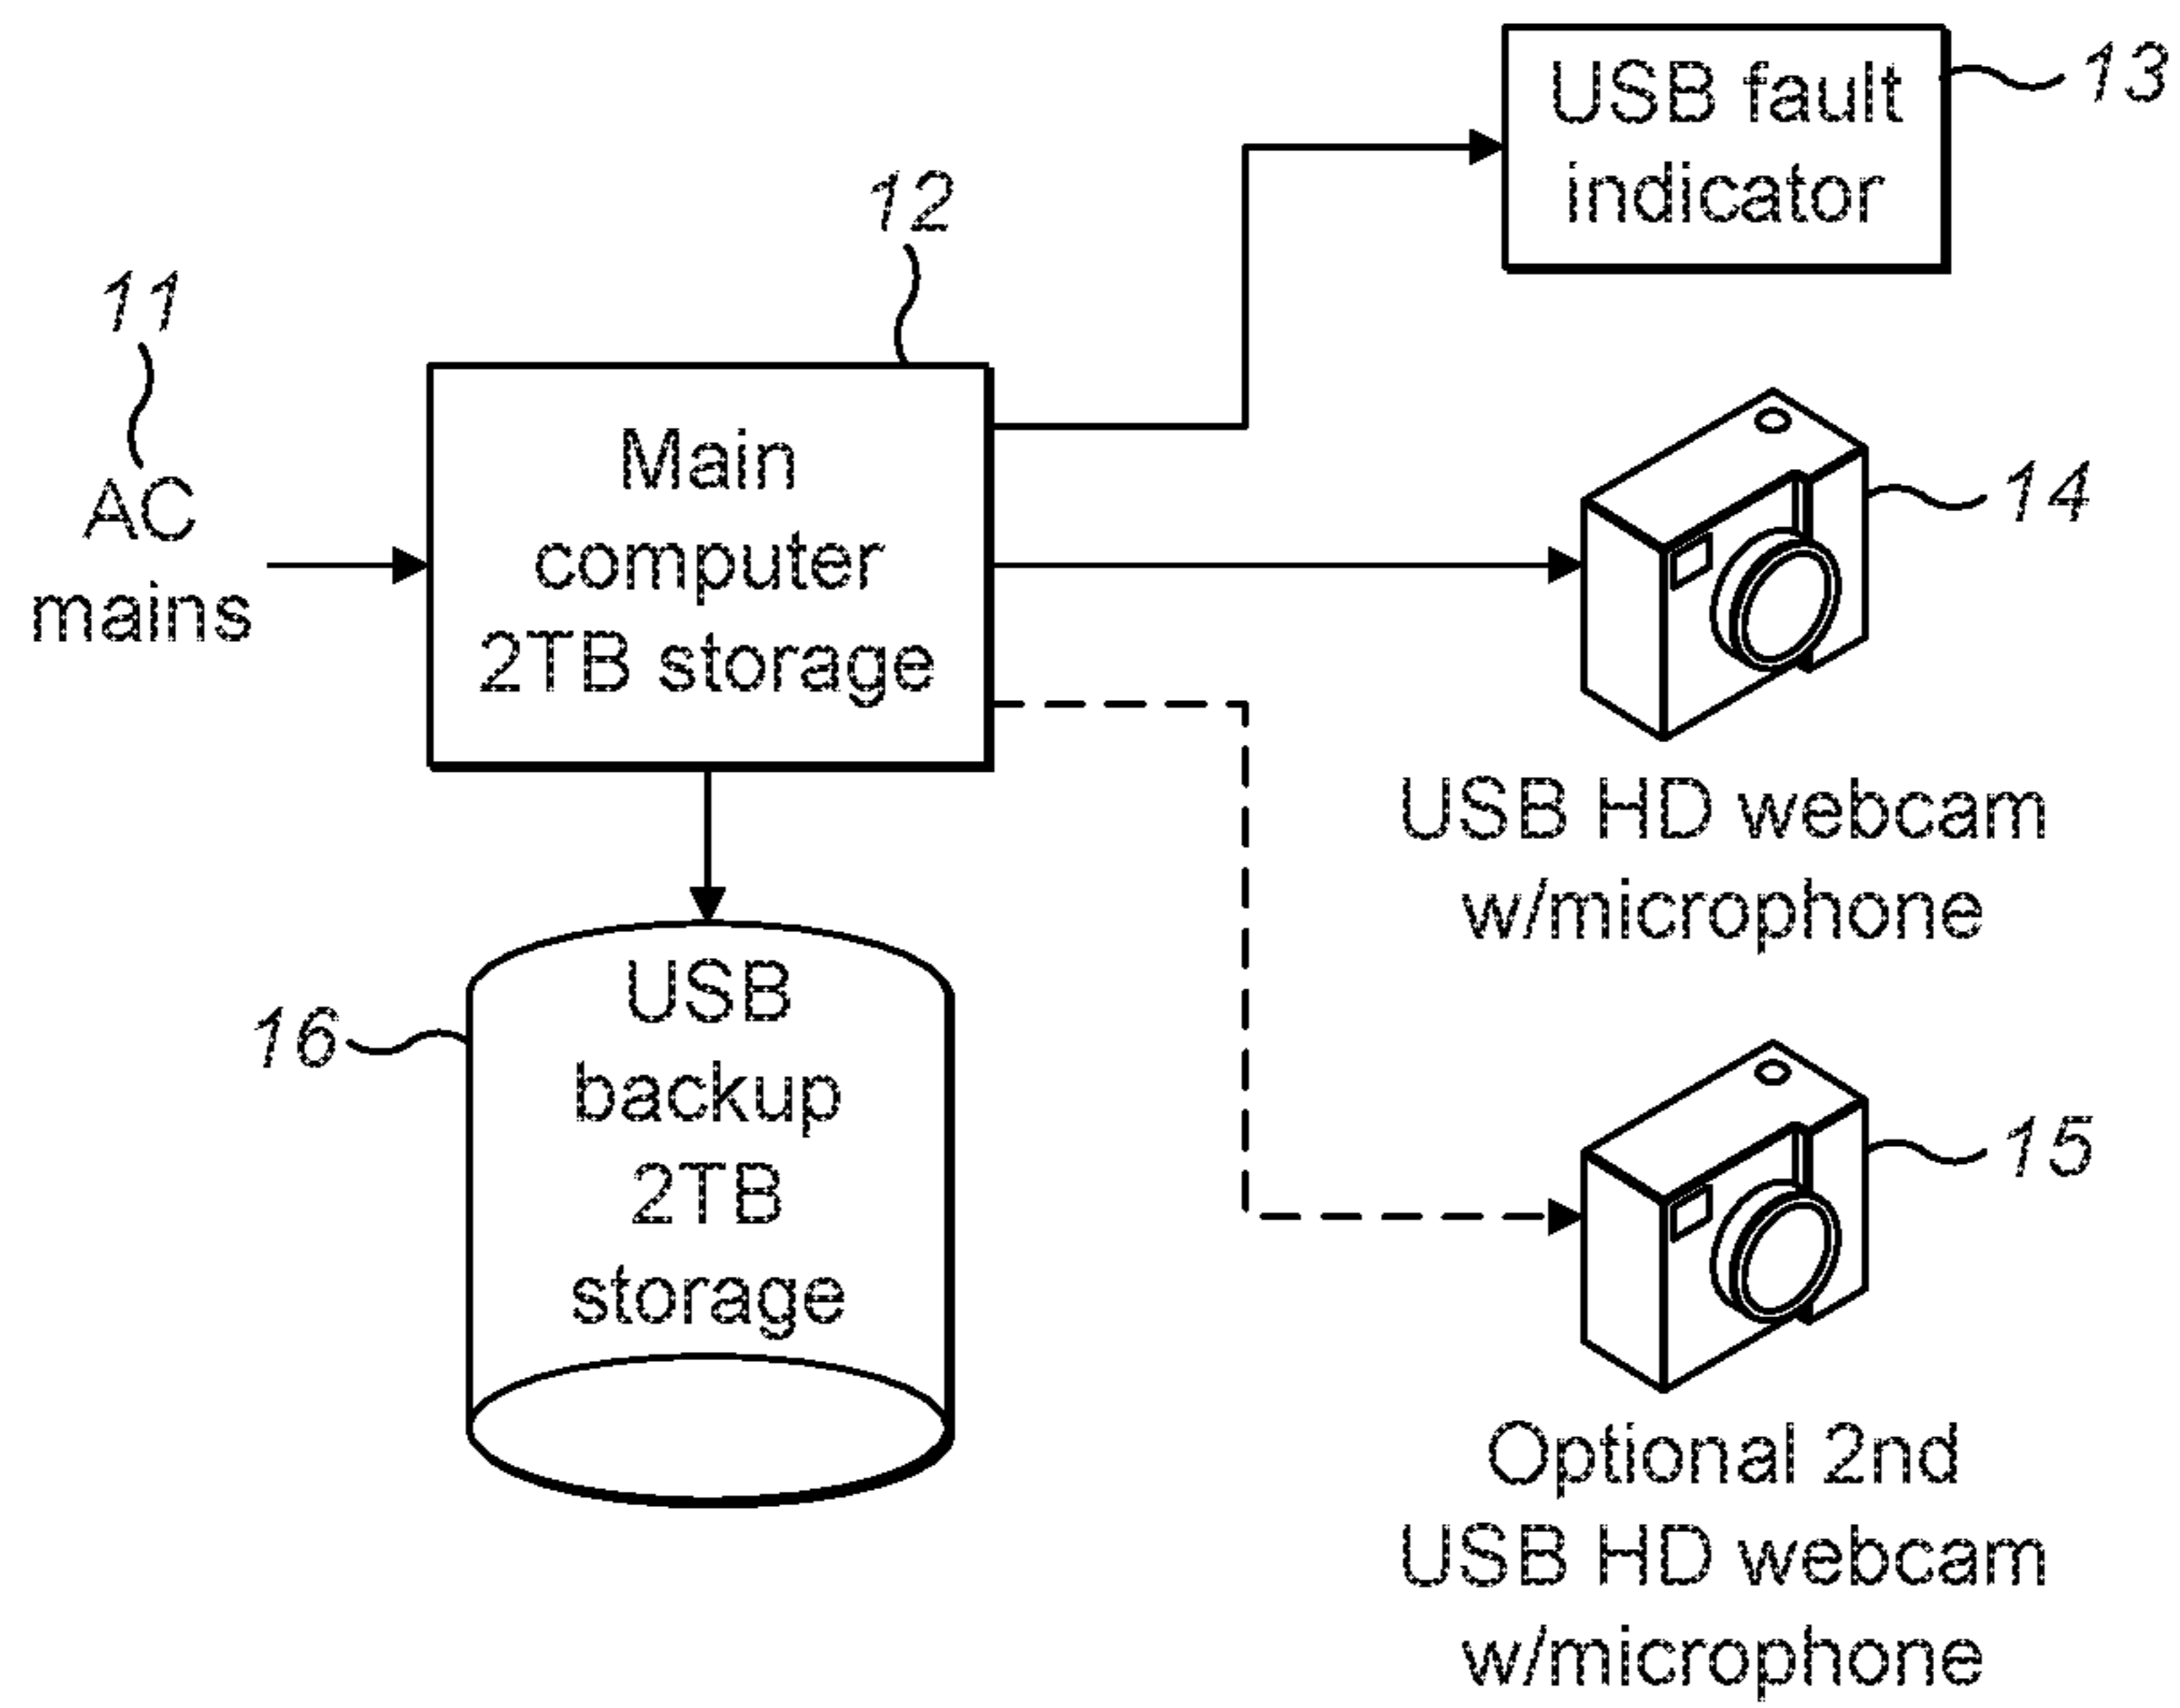 11
AC
mains
12
Main
computer
2TB storage
13
USB fault
indicator
14
USB HD webcam
w/microphone
15
Optional 2nd
USB HD webcam
w/microphone
16
USB
backup
2TB
storage